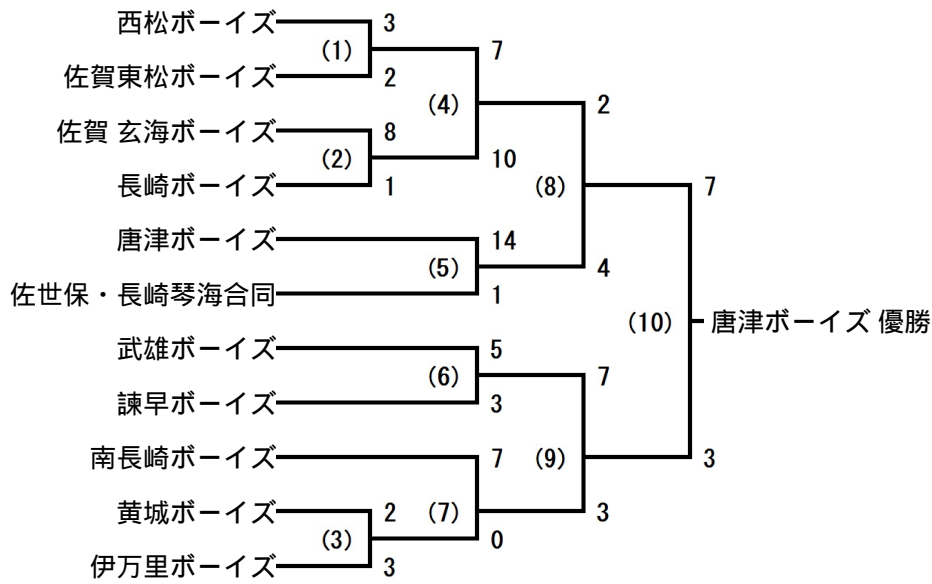 西松ボーイズ 3
(1) 7
佐賀東松ボーイズ 2
(4) 2
佐賀 玄海ボーイズ 8
(2) 10
長崎ボーイズ 1
(8) 7
唐津ボーイズ 14
(5) 4
佐世保・長崎琴海合同 1
(10) 唐津ボーイズ 優勝
武雄ボーイズ 5
(6) 7
諫早ボーイズ 3
南長崎ボーイズ 7
(9) 3
黄城ボーイズ 2
(7) 3
(3) 0
伊万里ボーイズ 3